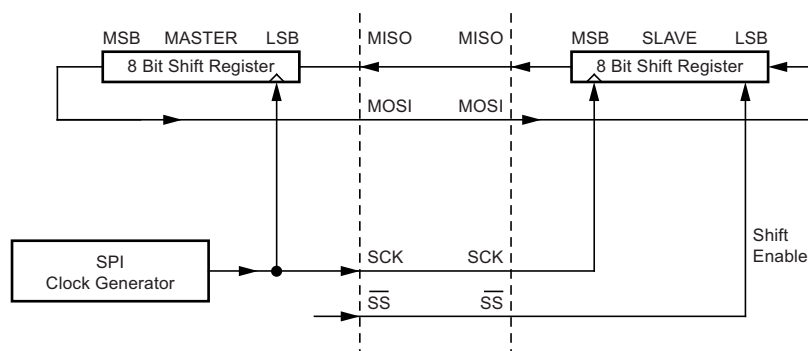 MSB MASTER LSB MISO MISO MSB SLAVE LSB
8 Bit Shift Register 8 Bit Shift Register
MOSI MOSI
Shift
Enable
SPI
Clock Generator
SCK SCK
SS SS